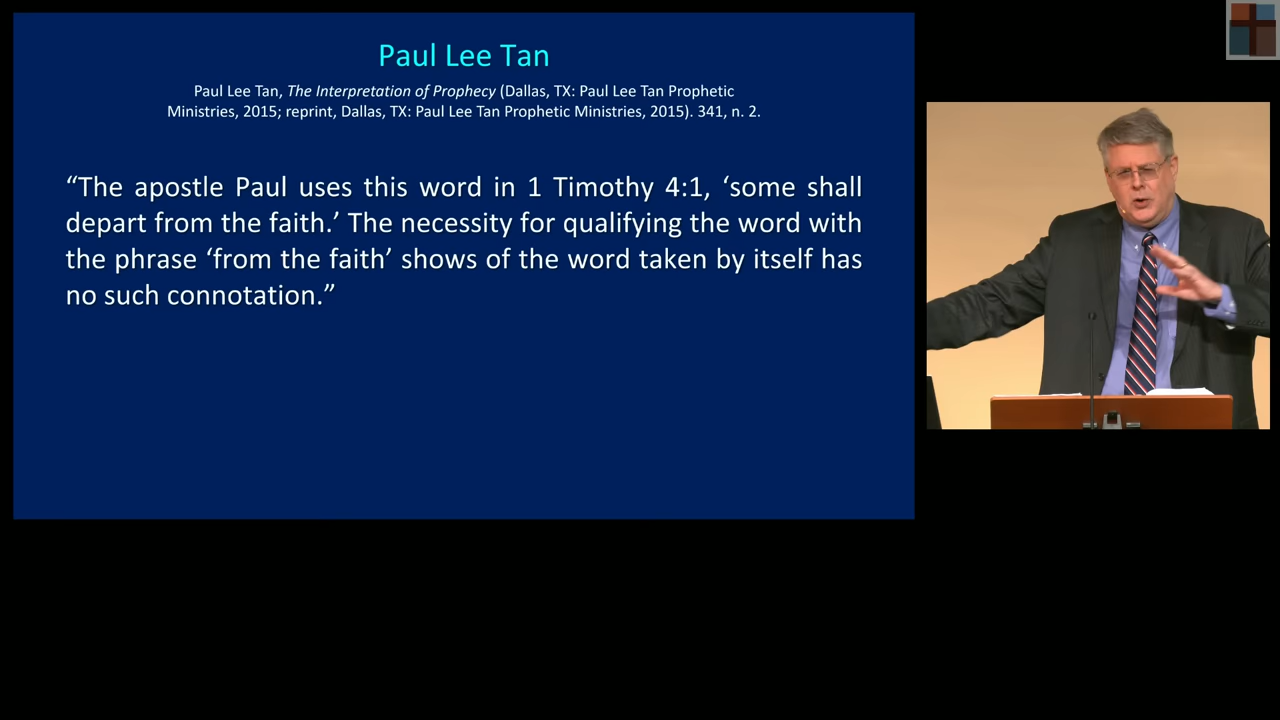 Paul Lee Tan
Paul Lee Tan, The Interpretation of Prophecy (Dallas, TX: Paul Lee Tan Prophetic
Ministries, 2015; reprint, Dallas, TX: Paul Lee Tan Prophetic Ministries, 2015). 341, n. 2.
“The apostle Paul uses this word in 1 Timothy 4:1, ‘some shall
depart from the faith.’ The necessity for qualifying the word with
the phrase ‘from the faith’ shows of the word taken by itself has
no such connotation.”